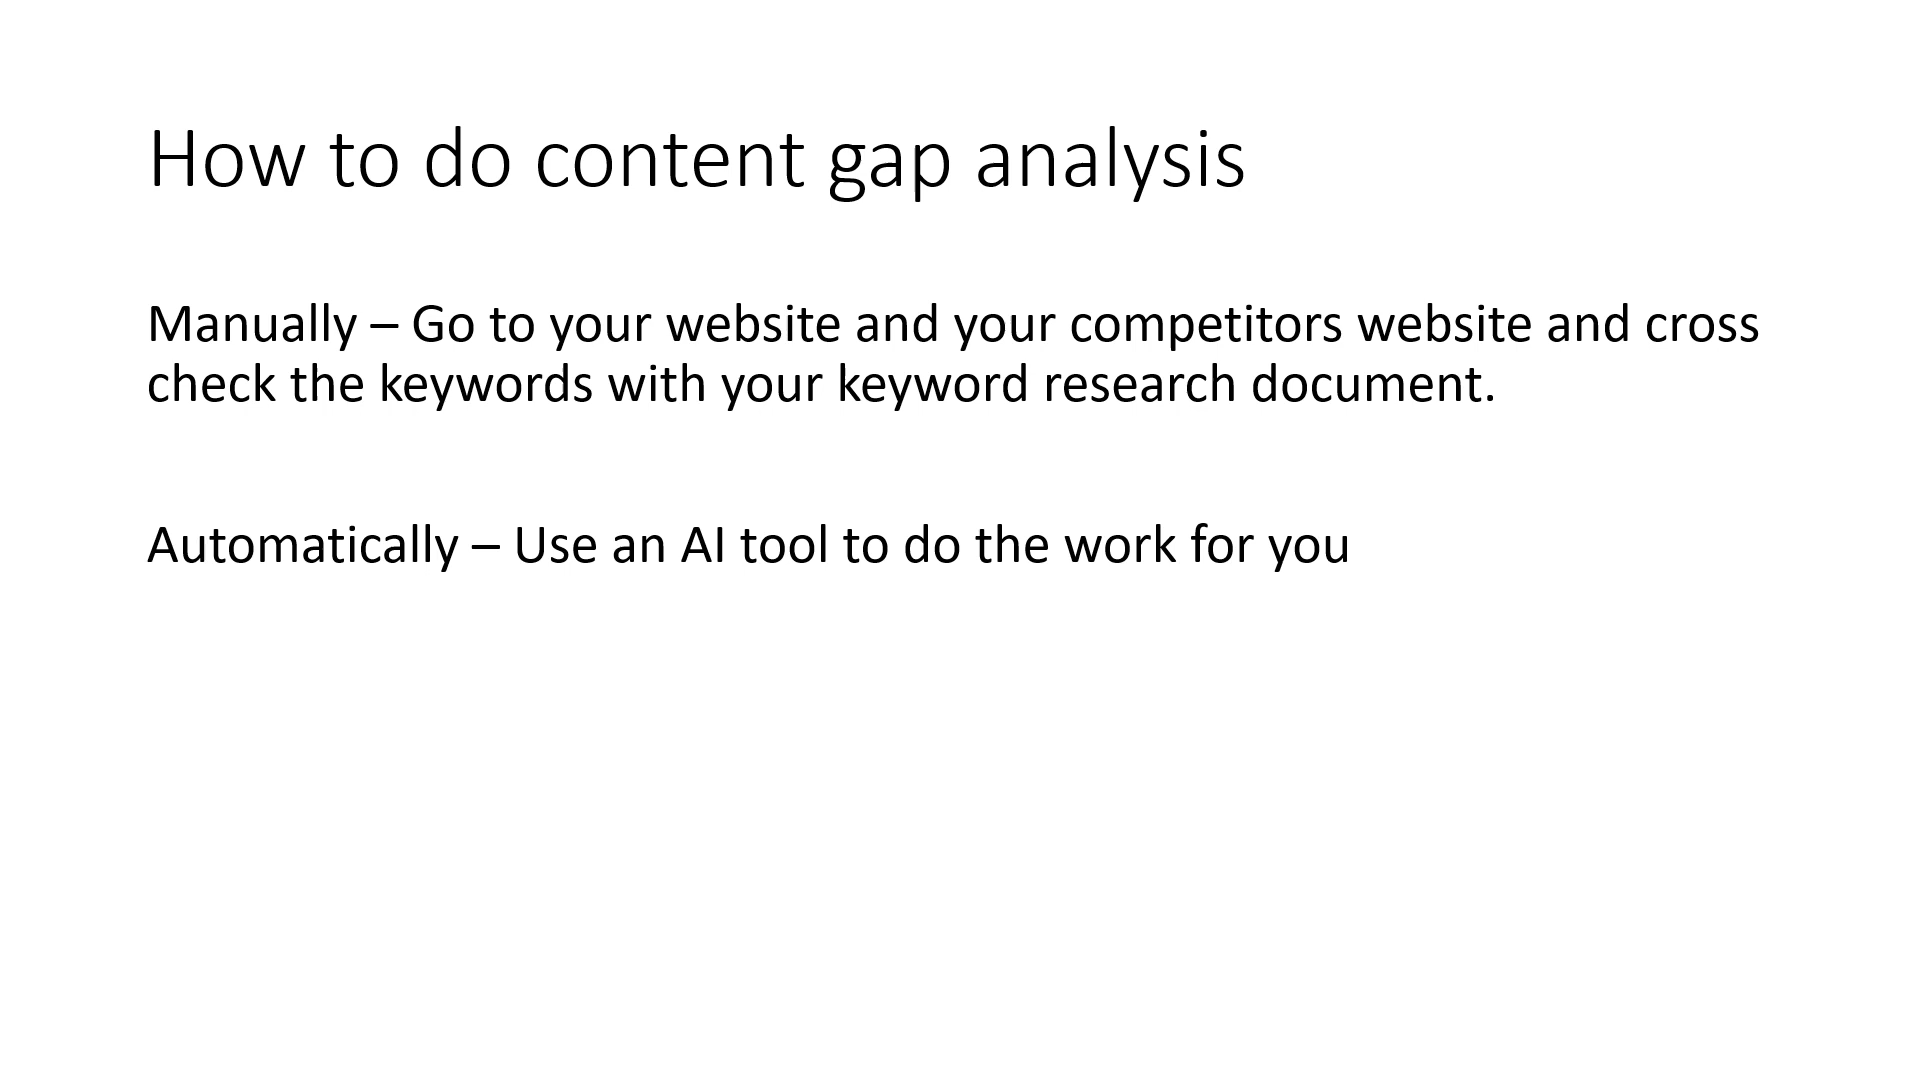 How to do content gap analysis
Manually – Go to your website and your competitors website and cross
check the keywords with your keyword research document.
Automatically – Use an AI tool to do the work for you